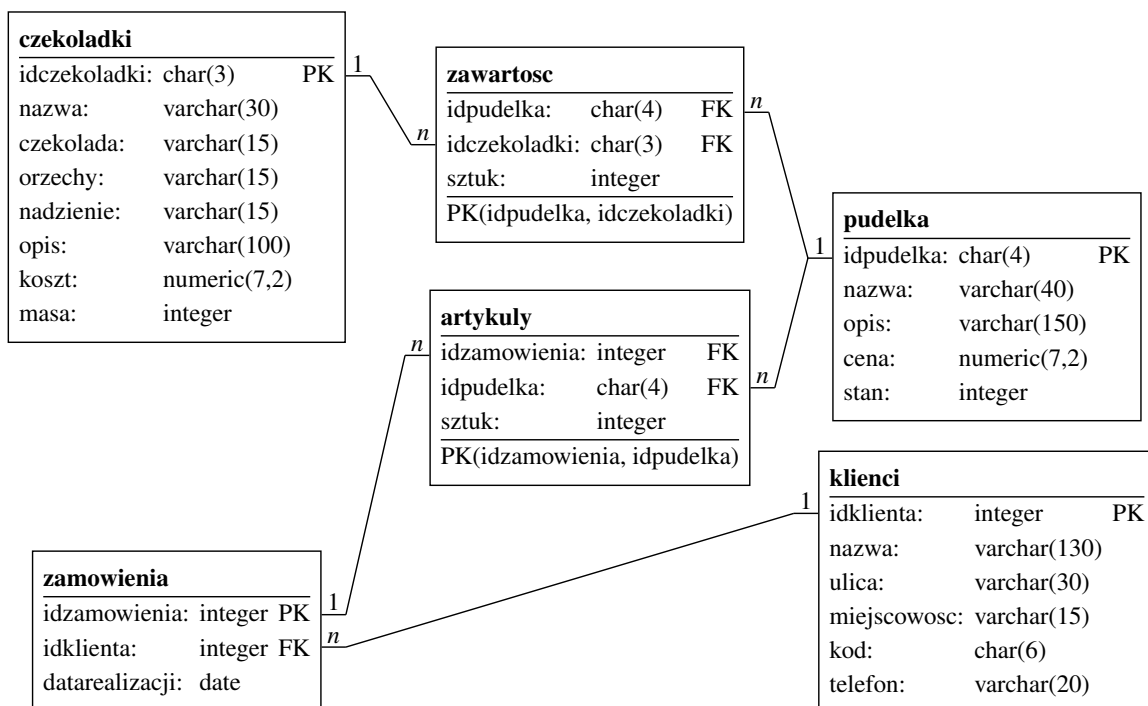 czekoladki
idczekoladki: char(3) PK
nazwa: varchar(30)
czekolada: varchar(15)
orzechy: varchar(15)
nadzienie: varchar(15)
opis: varchar(100)
koszt: numeric(7,2)
masa: integer
1
n
zawartosc
idpudelka: char(4) FK
idczekoladki: char(3) FK
sztuk: integer
PK(idpudelka, idczekoladki)
n
1
pudelka
idpudelka: char(4) PK
nazwa: varchar(40)
opis: varchar(150)
cena: numeric(7,2)
stan: integer
n
artykuly
idzamowienia: integer FK
idpudelka: char(4) FK
sztuk: integer
PK(idzamowienia, idpudelka)
n
1
klienci
idklienta: integer PK
nazwa: varchar(130)
ulica: varchar(30)
miejscowosc: varchar(15)
kod: char(6)
telefon: varchar(20)
zamowienia
idzamowienia: integer PK
idklienta: integer FK
datarealizacji: date
1
n